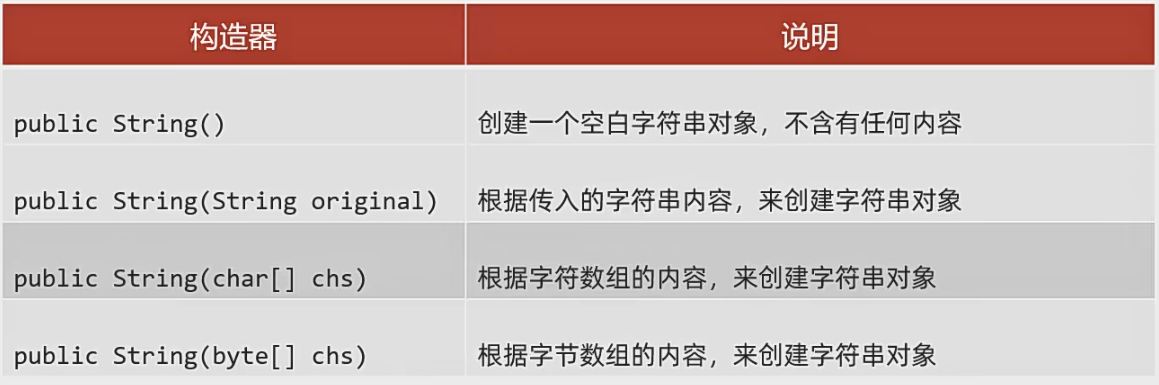 构造器 说明
public String() 创建一个空白字符串对象，不含有任何内容
public String(String original) 根据传入的字符串内容，来创建字符串对象
public String(char[] chs) 根据字符数组的内容，来创建字符串对象
public String(byte[] chs) 根据字节数组的内容，来创建字符串对象